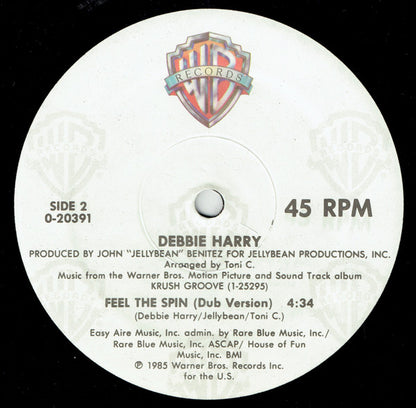 WB
RECORDS
SIDE 2
0-20391
45 RPM
DEBBIE HARRY
PRODUCED BY JOHN "JELLYBEAN" BENITEZ FOR JELLYBEAN PRODUCTIONS, INC.
Arranged by Toni C.
Music from the Warner Bros. Motion Picture and Sound Track album
KRUSH GROOVE (1-25295)
FEEL THE SPIN (Dub Version) 4:34
(Debbie Harry/Jellybean/Toni C.)
Easy Aire Music, Inc. admin. by Rare Blue Music, Inc./
Rare Blue Music, Inc. ASCAP/ House of Fun
Music, Inc. BMI
℗ 1985 Warner Bros. Records Inc.
for the U.S.